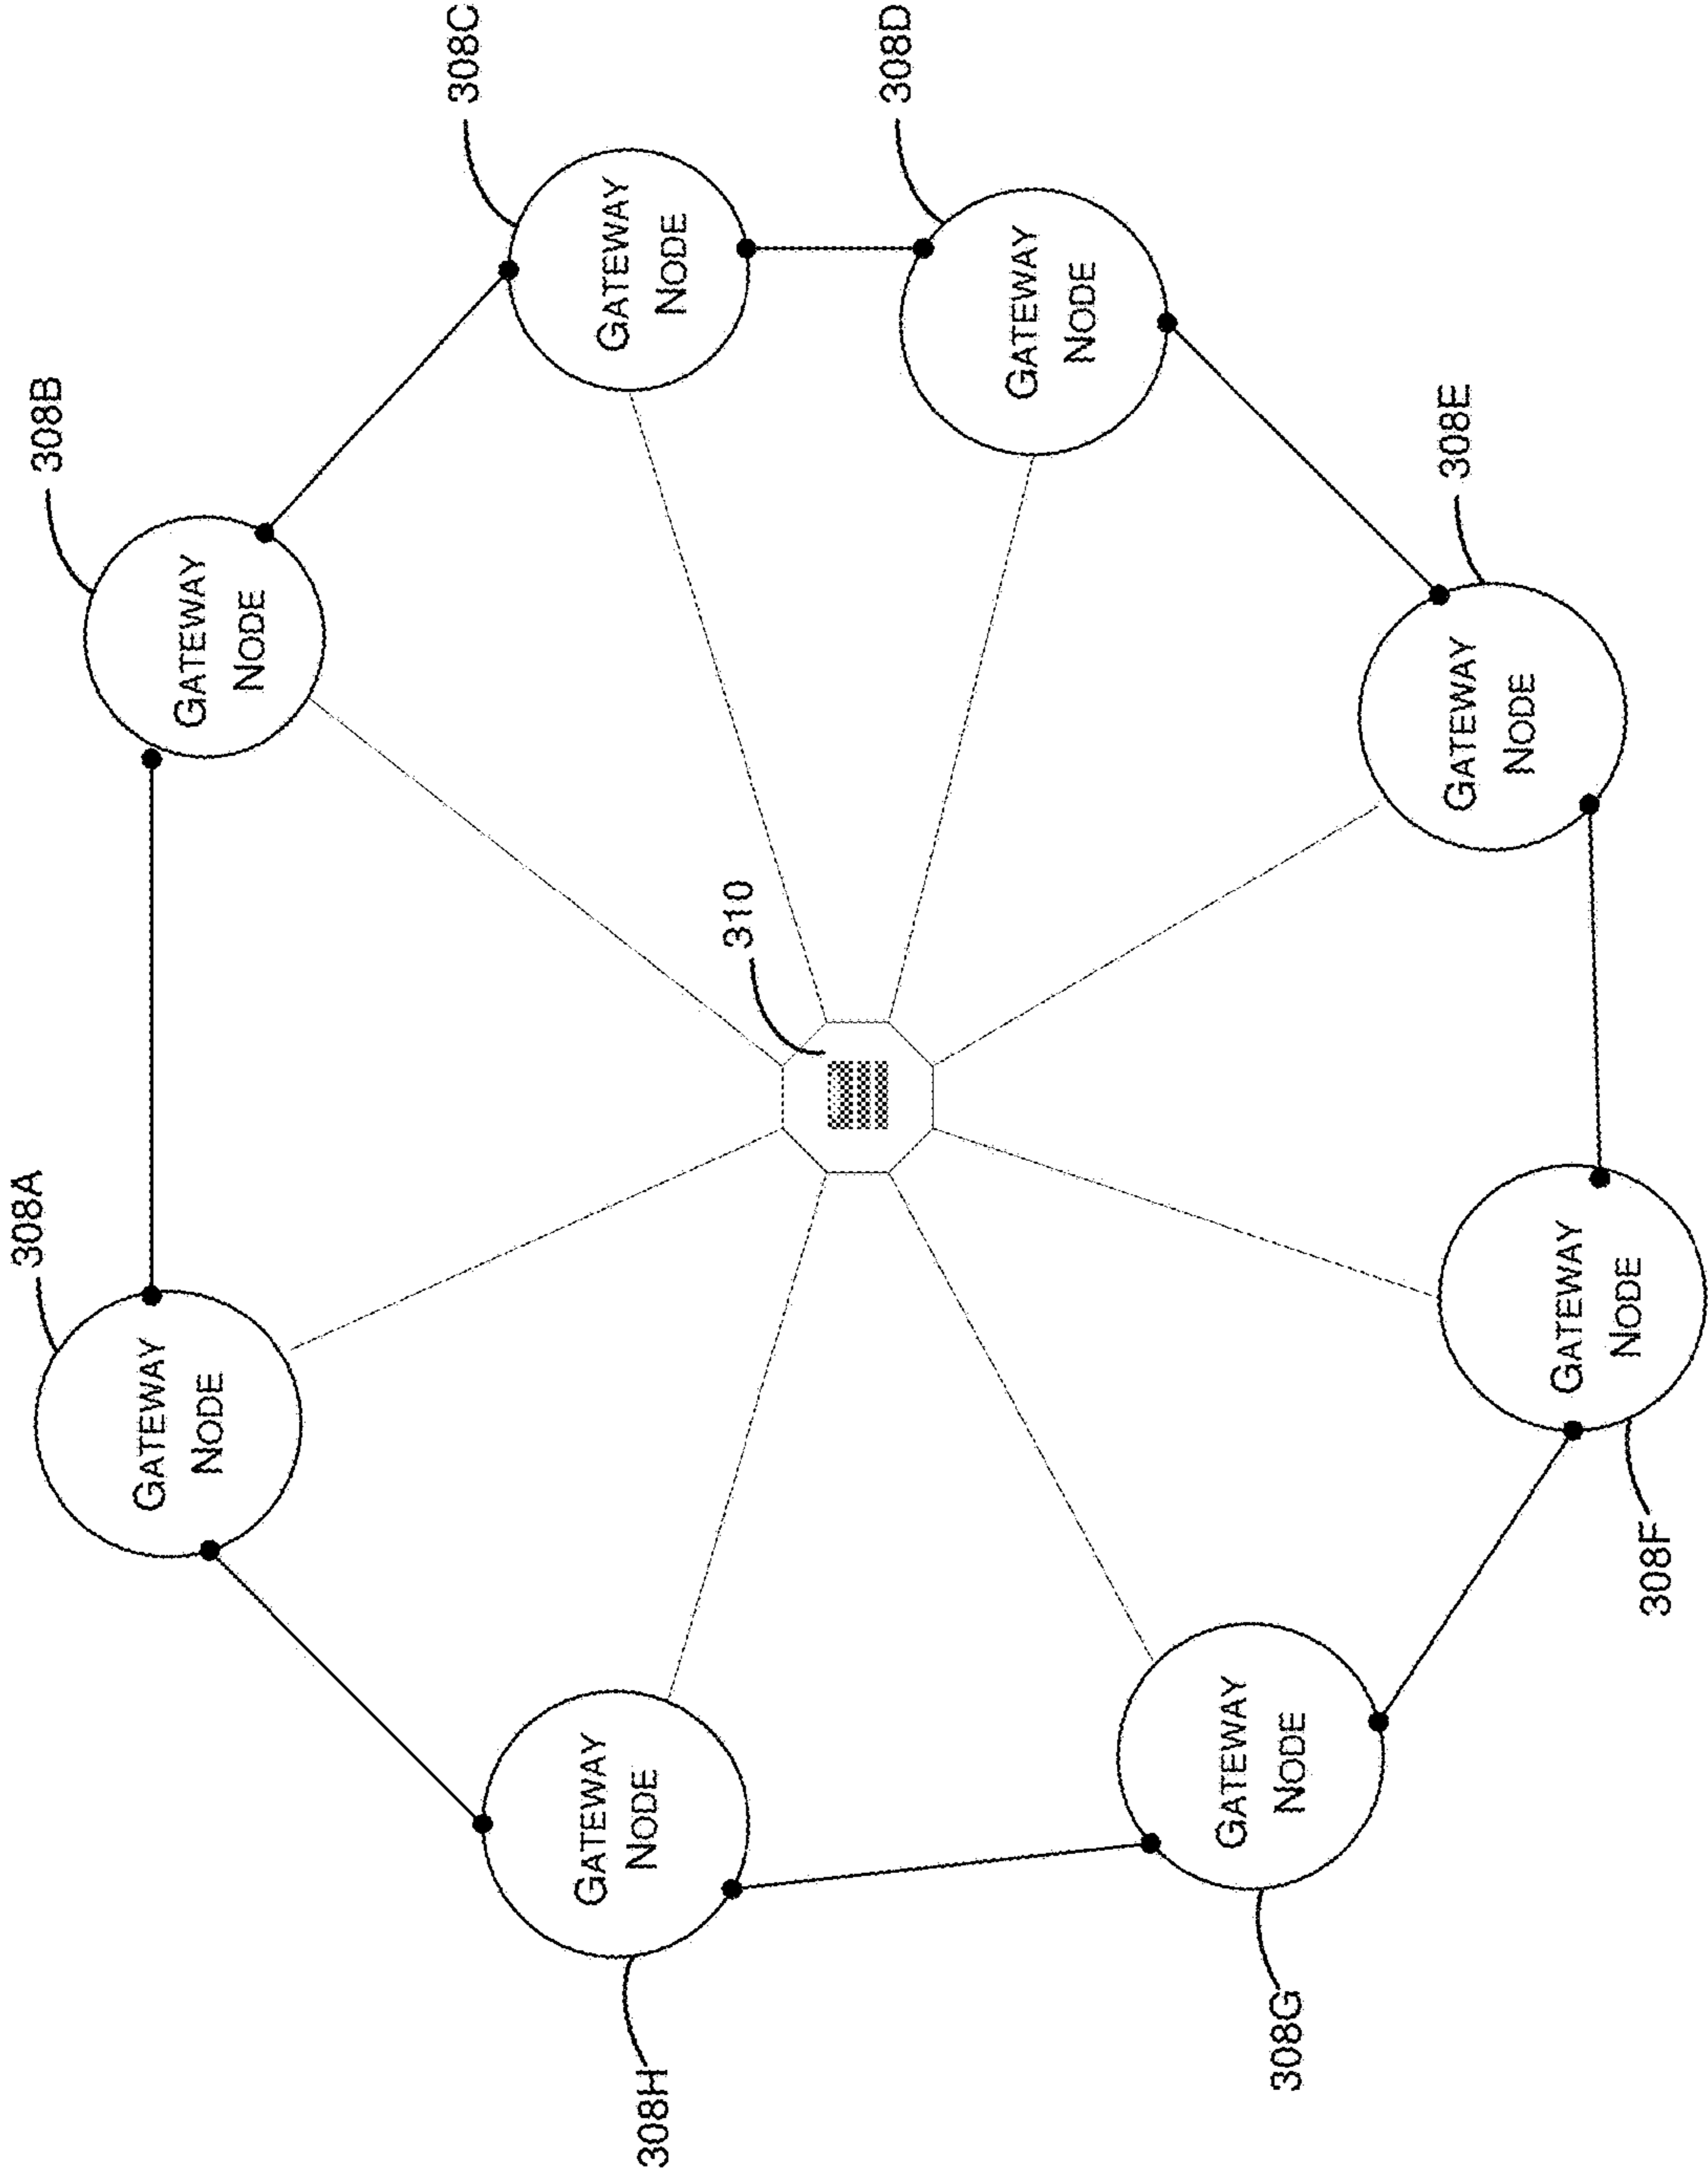 308A
GATEWAY
NODE
308B
GATEWAY
NODE
308C
GATEWAY
NODE
308D
GATEWAY
NODE
308E
GATEWAY
NODE
308F
GATEWAY
NODE
308G
GATEWAY
NODE
308H
GATEWAY
NODE
310